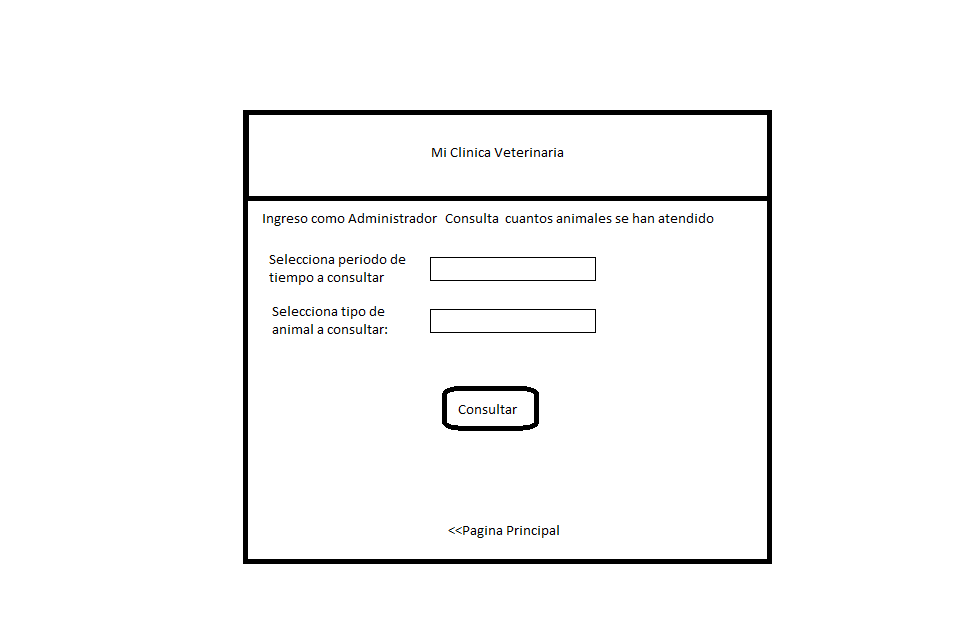 Mi Clinica Veterinaria
Ingreso como Administrador Consulta cuantos animales se han atendido
Selecciona periodo de
tiempo a consultar
Selecciona tipo de
animal a consultar:
Consultar
<<Pagina Principal